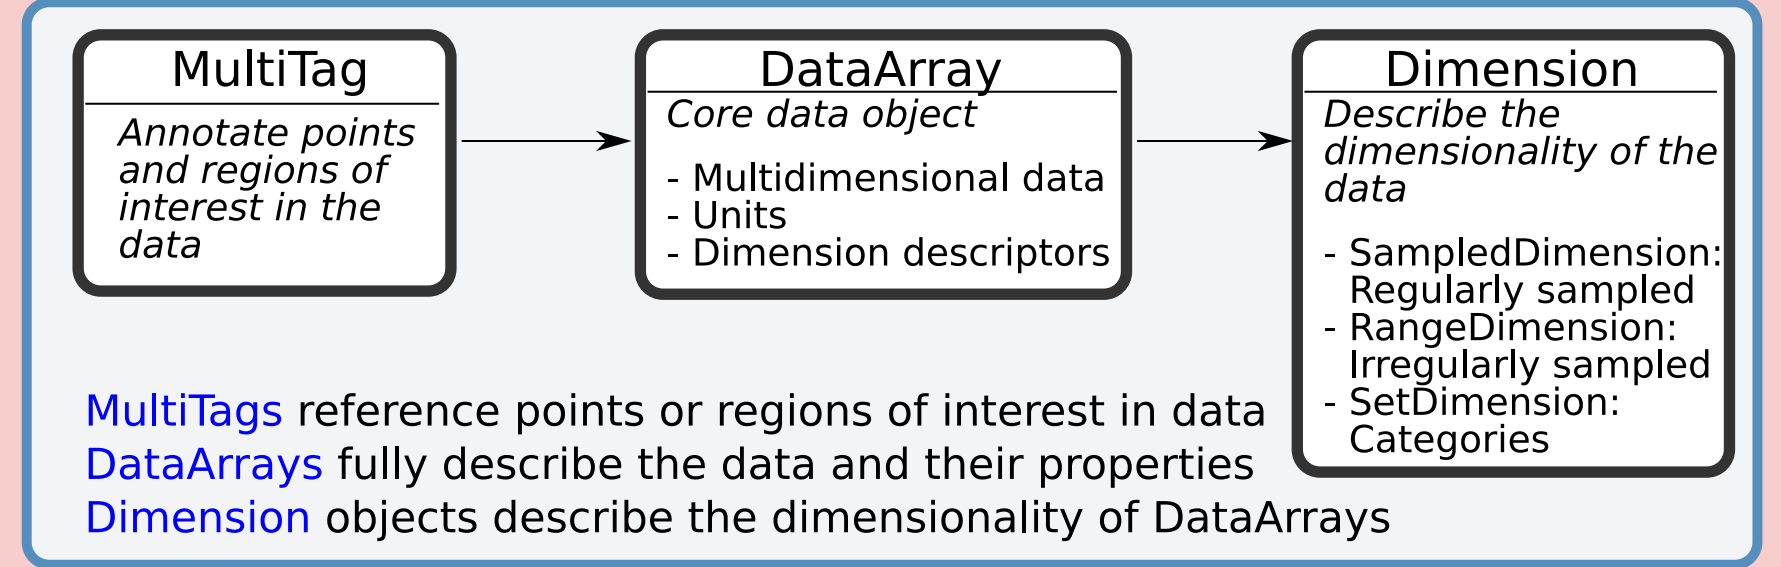 MultiTag
Annotate points
and regions of
interest in the
data
DataArray
Core data object
- Multidimensional data
- Units
- Dimension descriptors
Dimension
Describe the
dimensionality of the
data
- SampledDimension:
Regularly sampled
- RangeDimension:
Irregularly sampled
- SetDimension:
Categories
MultiTags reference points or regions of interest in data
DataArrays fully describe the data and their properties
Dimension objects describe the dimensionality of DataArrays